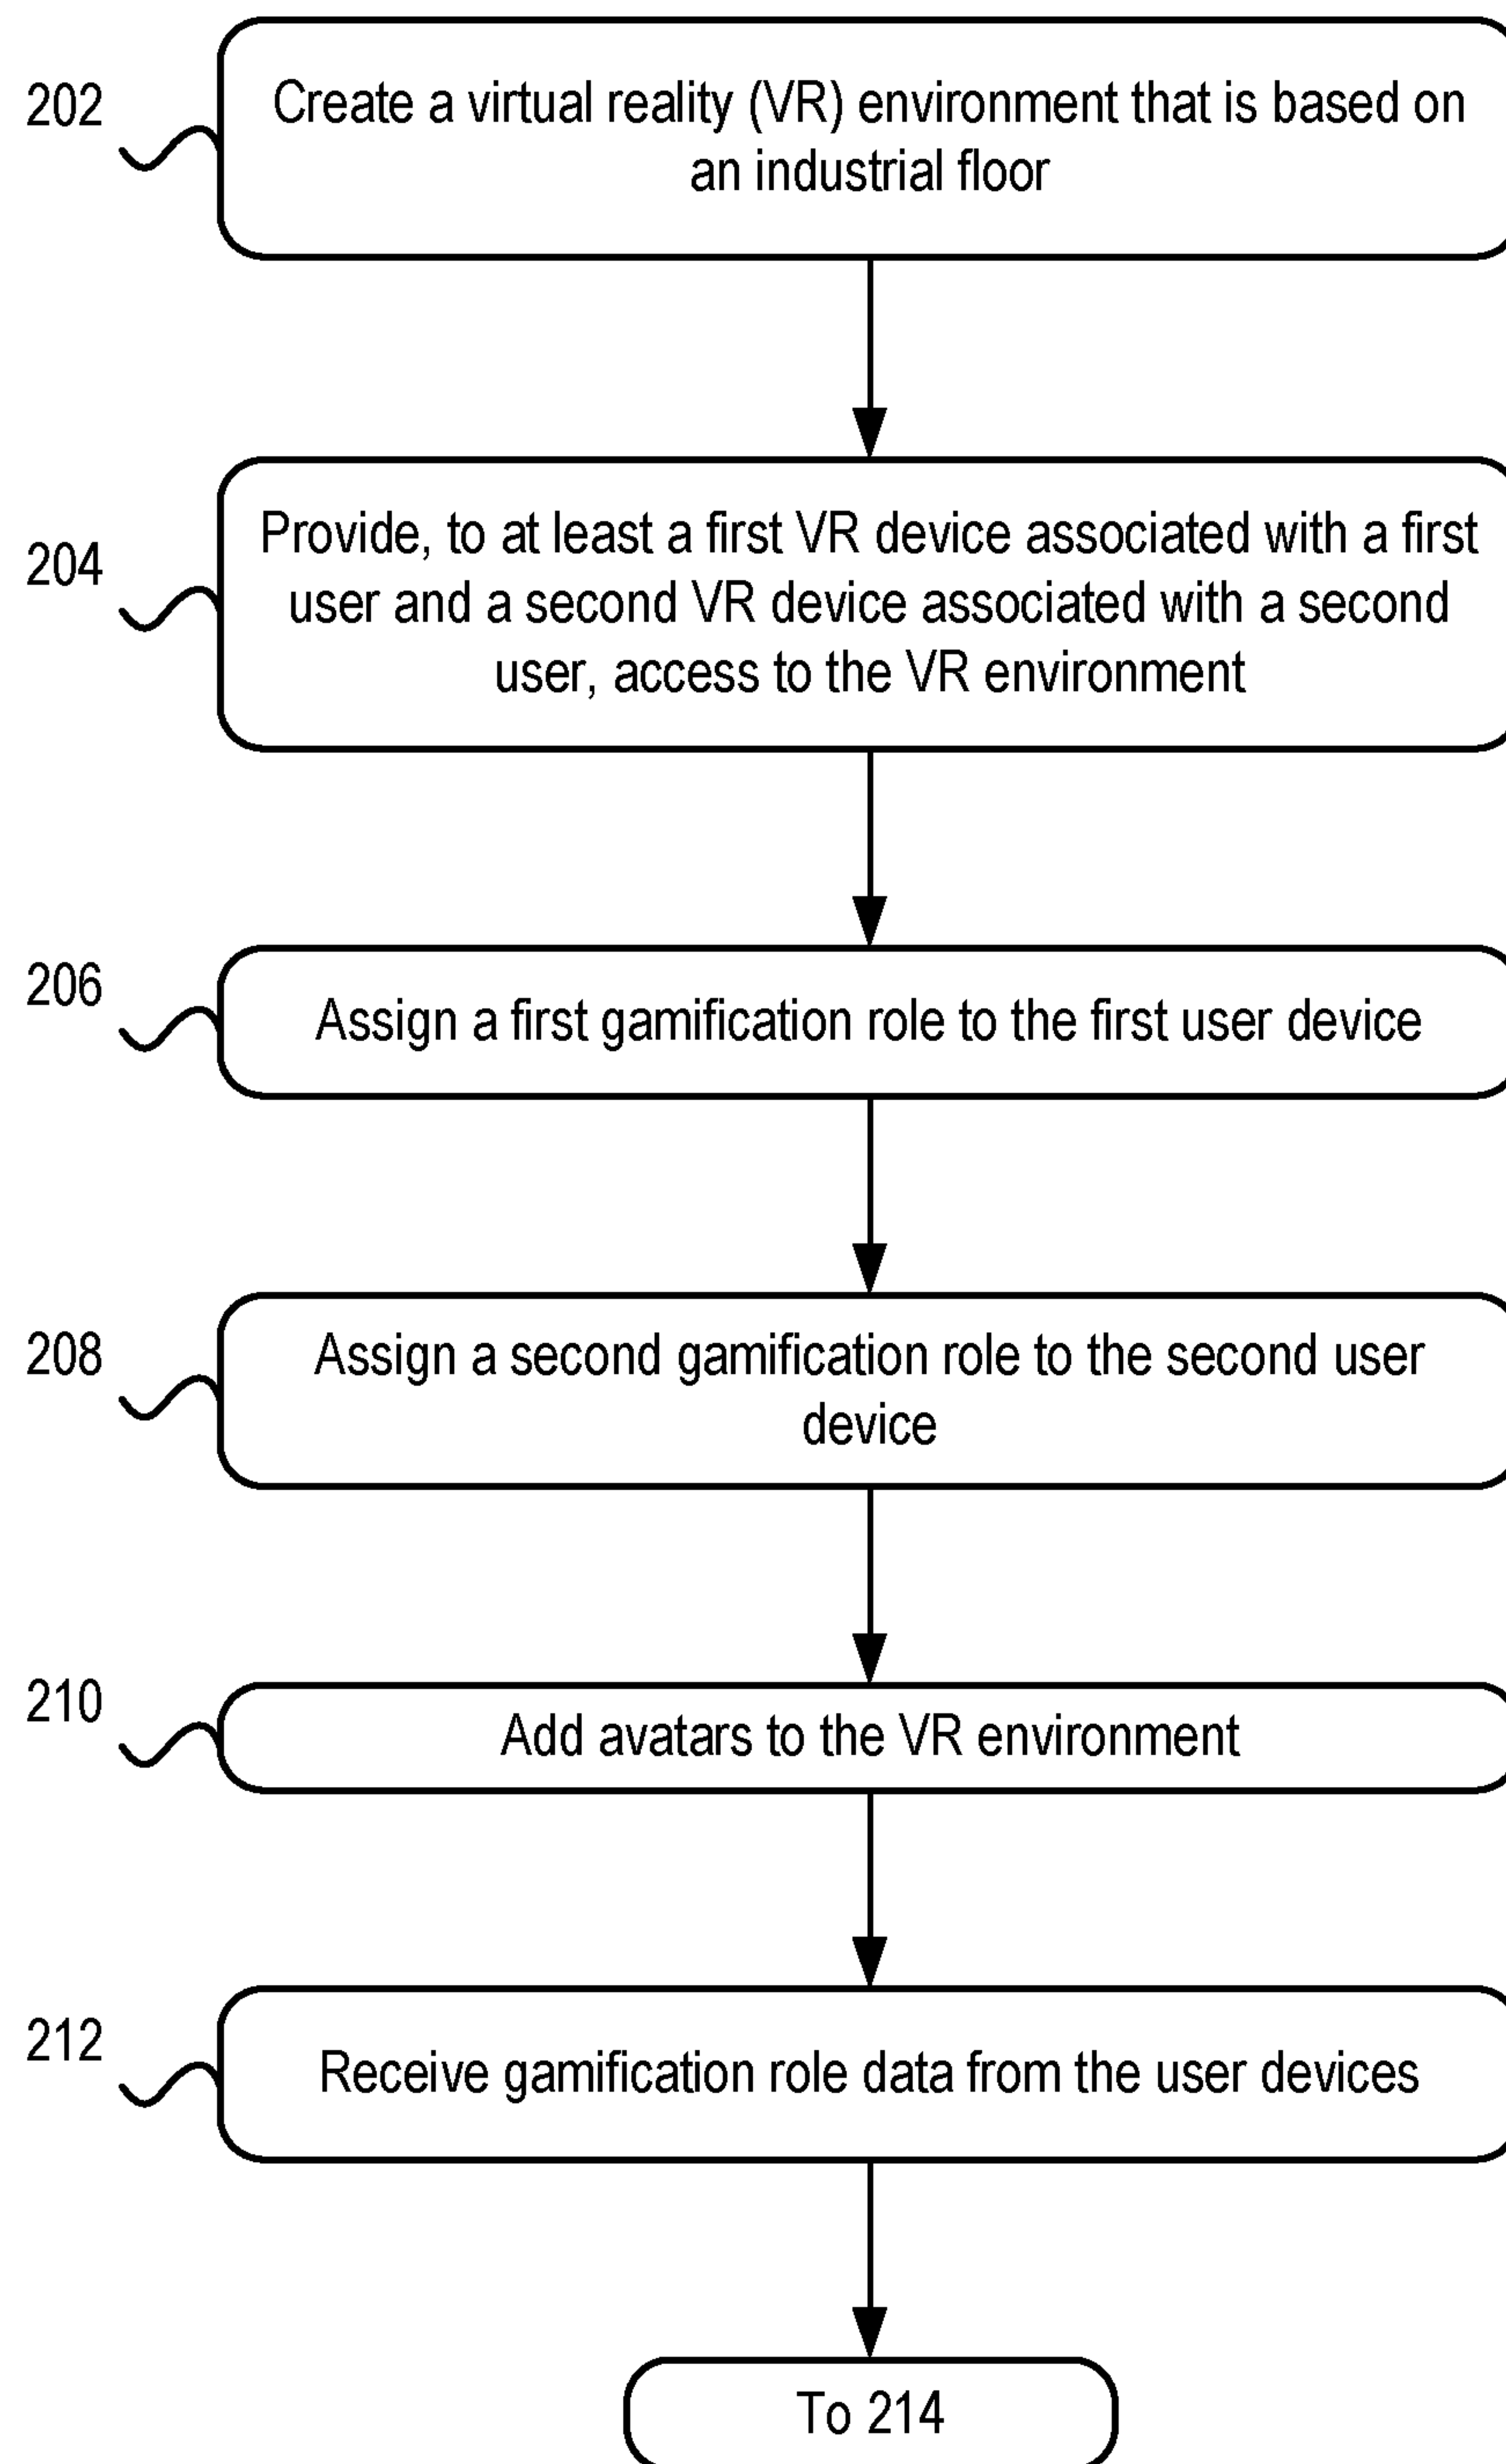 202
Create a virtual reality (VR) environment that is based on
an industrial floor
204
Provide, to at least a first VR device associated with a first
user and a second VR device associated with a second
user, access to the VR environment
206
Assign a first gamification role to the first user device
208
Assign a second gamification role to the second user
device
210
Add avatars to the VR environment
212
Receive gamification role data from the user devices
To 214